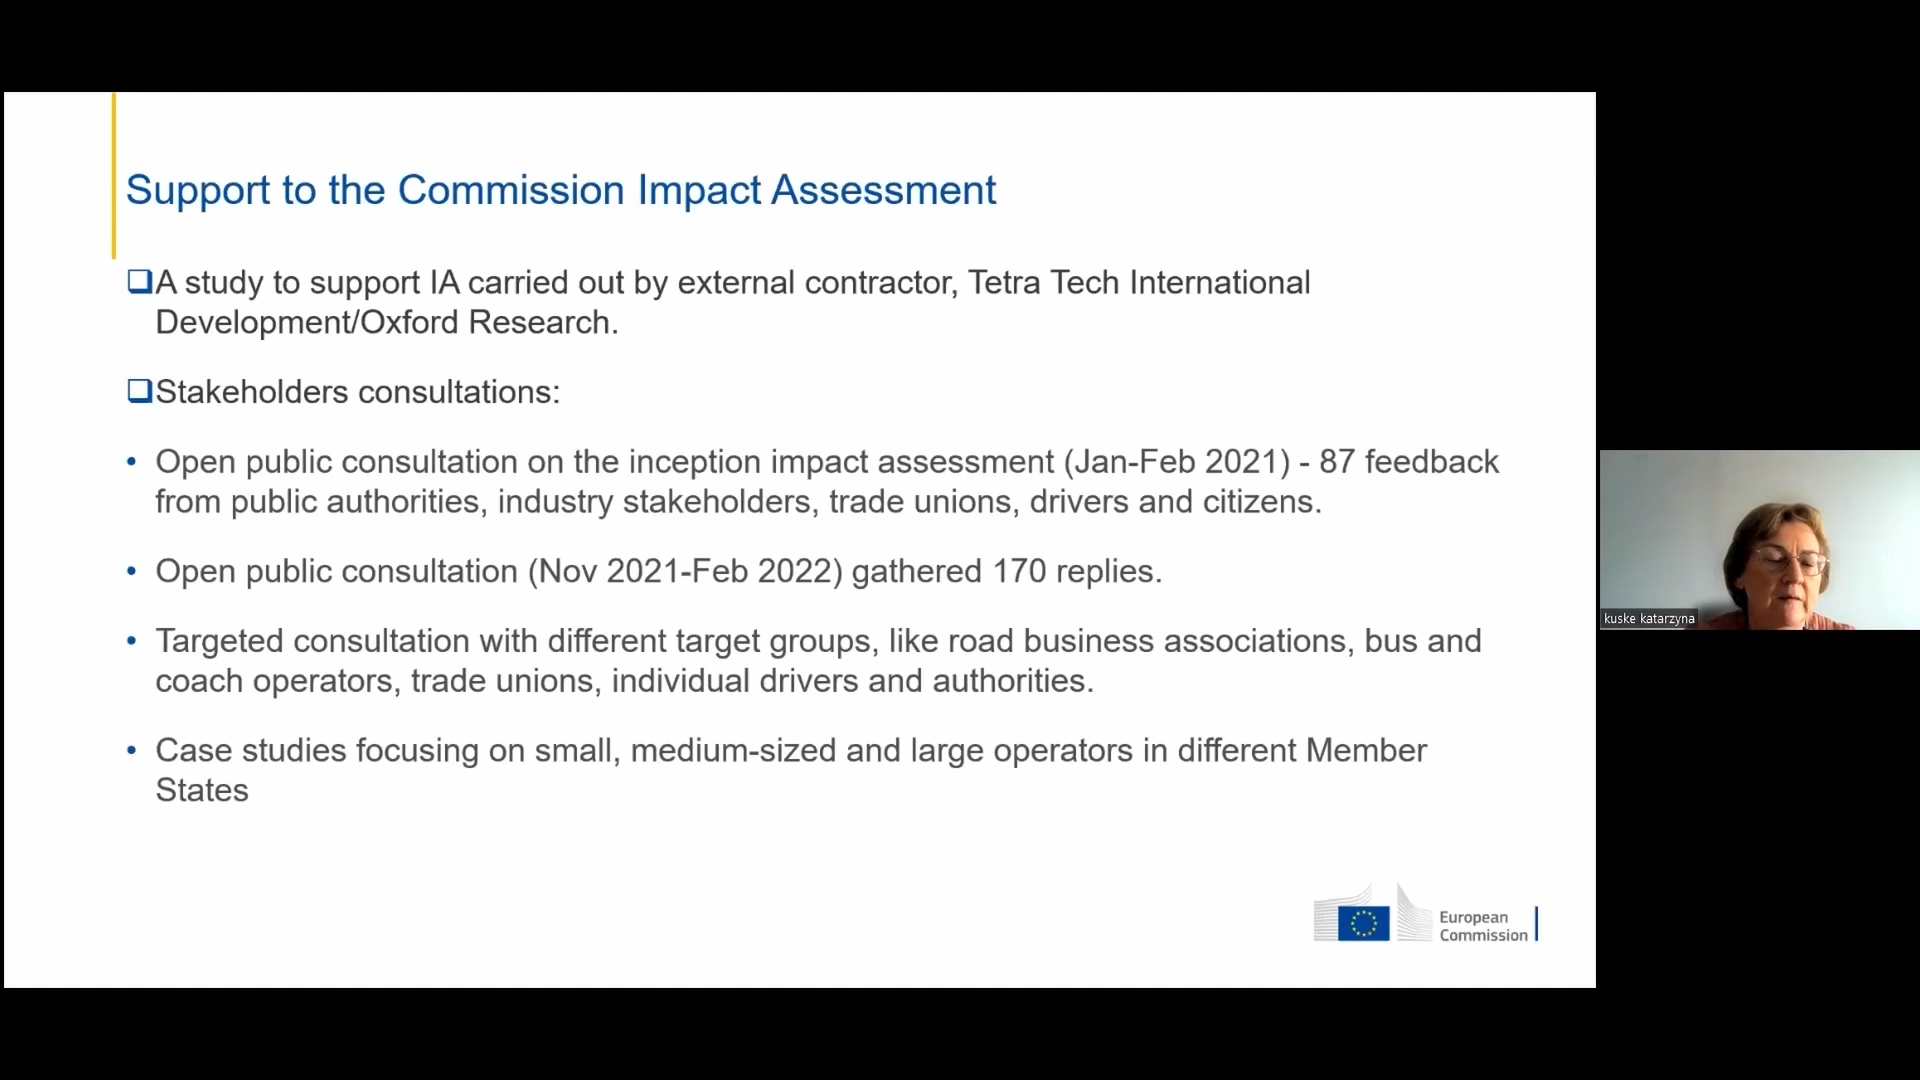 Support to the Commission Impact Assessment
❑A study to support IA carried out by external contractor, Tetra Tech International
Development/Oxford Research.
❑Stakeholders consultations:
• Open public consultation on the inception impact assessment (Jan-Feb 2021) - 87 feedback
from public authorities, industry stakeholders, trade unions, drivers and citizens.
• Open public consultation (Nov 2021-Feb 2022) gathered 170 replies.
• Targeted consultation with different target groups, like road business associations, bus and
coach operators, trade unions, individual drivers and authorities.
• Case studies focusing on small, medium-sized and large operators in different Member
States
European
Commission
kuske katarzyna